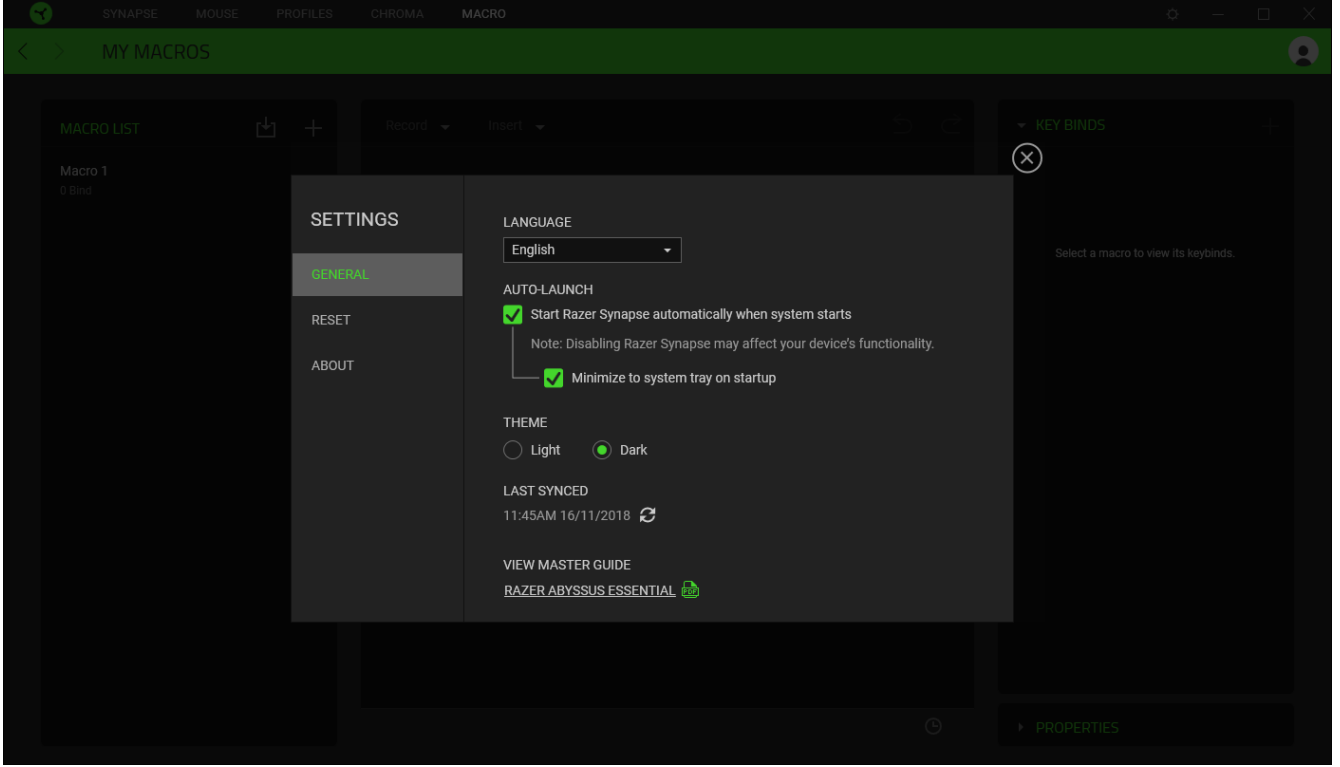 SYNAPSE MOUSE PROFILES CHROMA MACRO
MY MACROS
MACRO LIST
Macro 1
0 Bind
Record
Insert
KEY BINDS
Select a macro to view its keybinds.
PROPERTIES
SETTINGS
GENERAL
RESET
ABOUT
LANGUAGE
English
AUTO-LAUNCH
Start Razer Synapse automatically when system starts
Note: Disabling Razer Synapse may affect your device's functionality.
Minimize to system tray on startup
THEME
Light Dark
LAST SYNCED
11:45AM 16/11/2018
VIEW MASTER GUIDE
RAZER ABYSSUS ESSENTIAL PDF